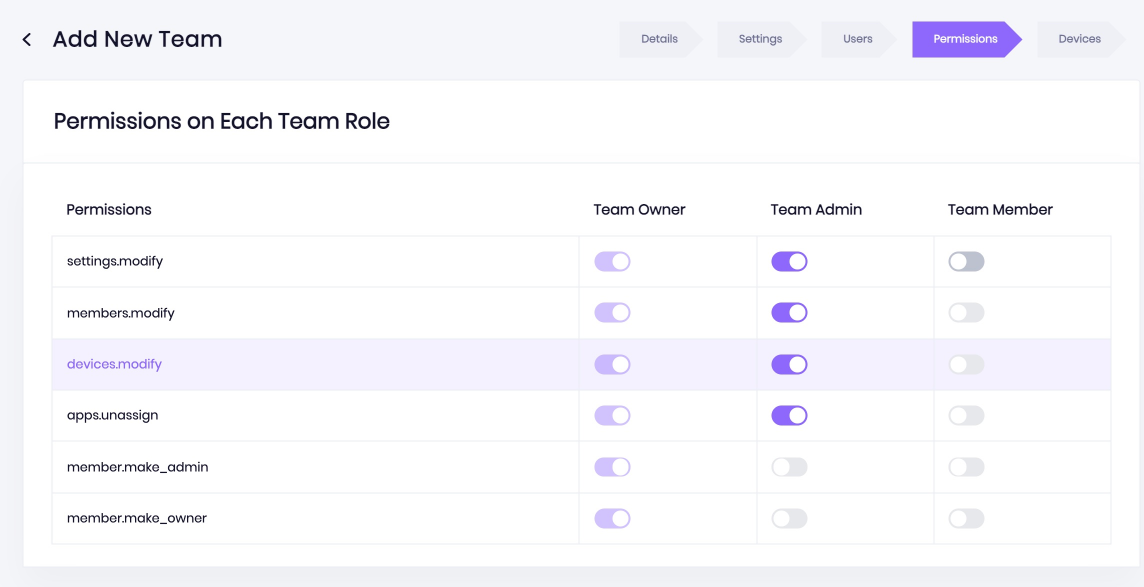 Add New Team
Details Settings Users Permissions Devices
Permissions on Each Team Role
Permissions Team Owner Team Admin Team Member
settings.modify
members.modify
devices.modify
apps.unassign
member.make_admin
member.make_owner